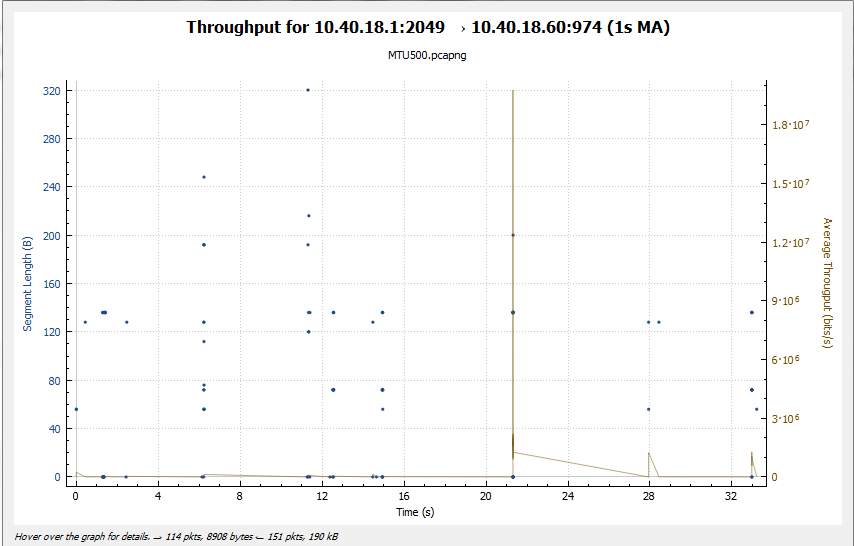 Throughput for 10.40.18.1:2049 → 10.40.18.60:974 (1s MA)
MTU500.pcapng
320
280
240
200
160
120
80
40
0
Segment Length (B)
1.8·10⁷
1.5·10⁷
1.2·10⁷
9·10⁶
6·10⁶
3·10⁶
0
Average Througput (bits/s)
0 4 8 12 16 20 24 28 32
Time (s)
Hover over the graph for details. → 114 pkts, 8908 bytes ← 151 pkts, 190 kB